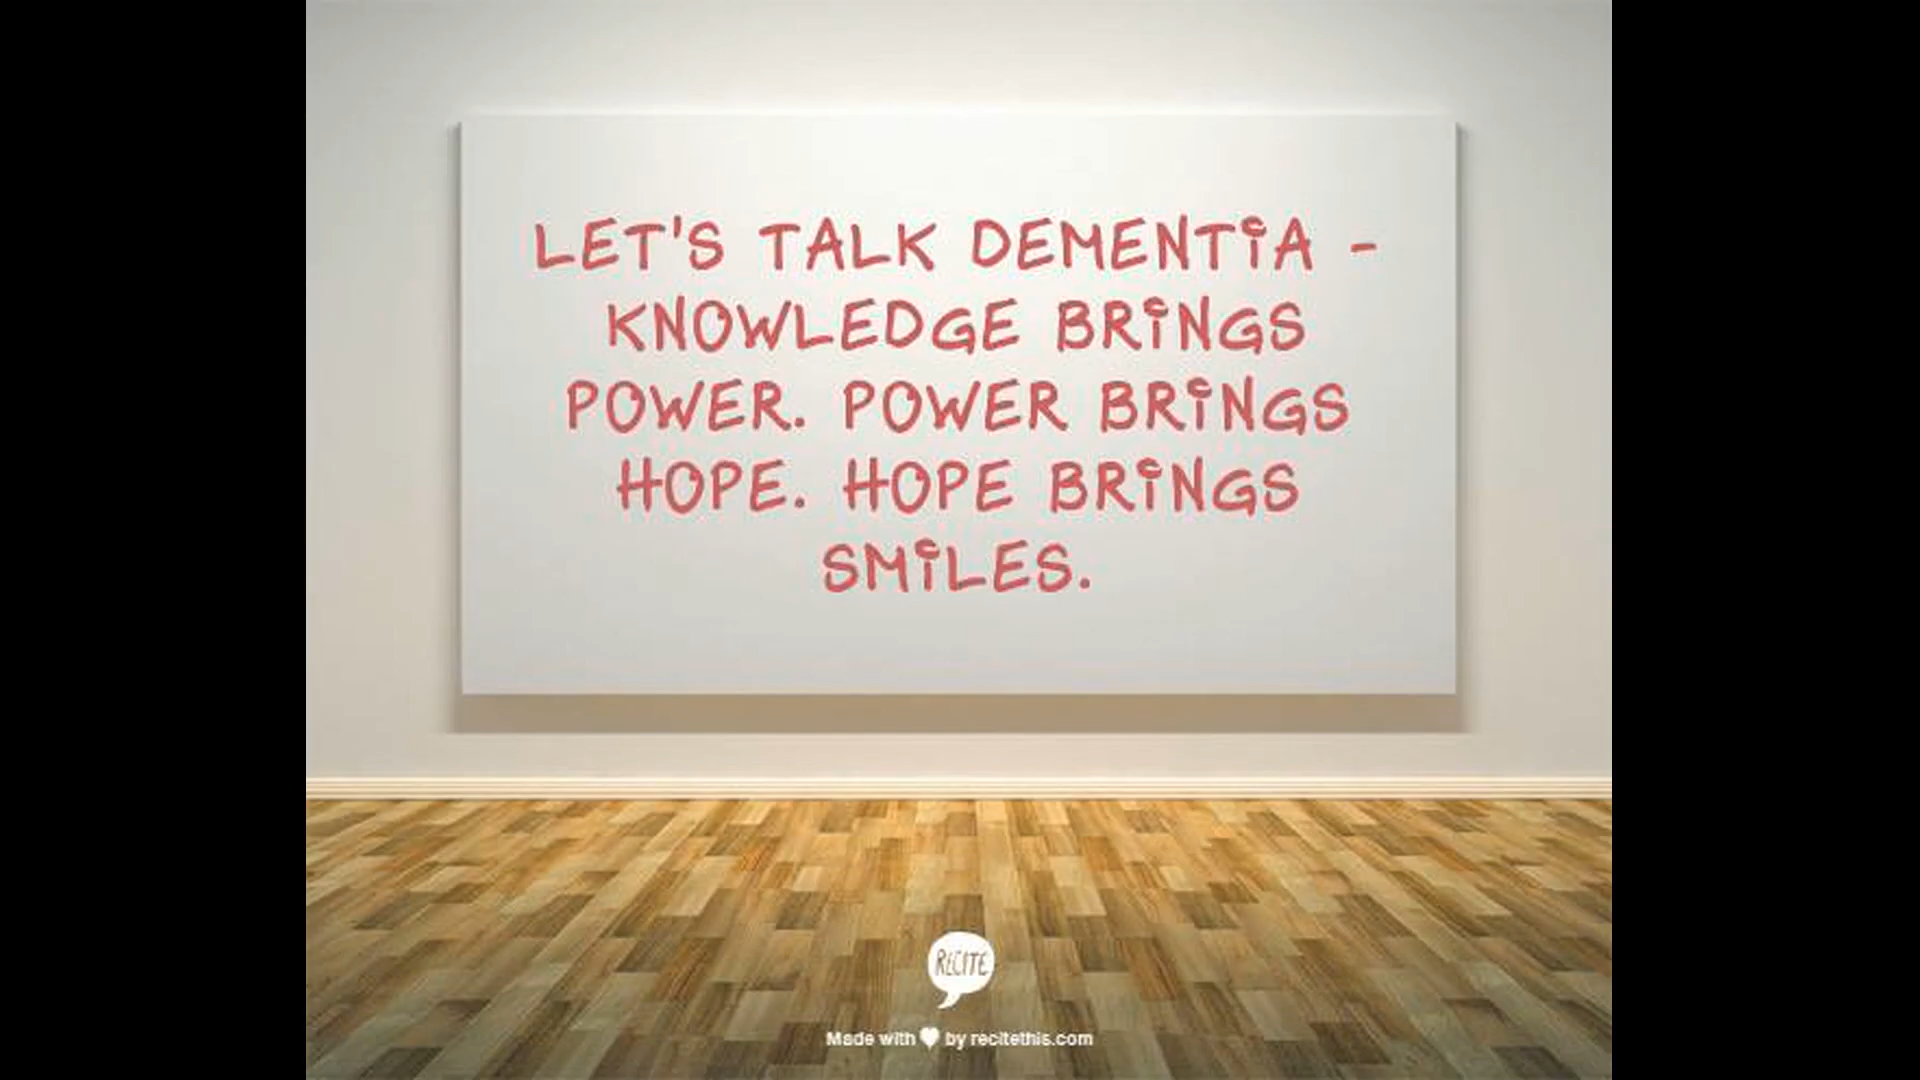 LET'S TALK DEMENTIA -
KNOWLEDGE BRINGS
POWER. POWER BRINGS
HOPE. HOPE BRINGS
SMILES.
RECITE
Made with ♥ by recitethis.com